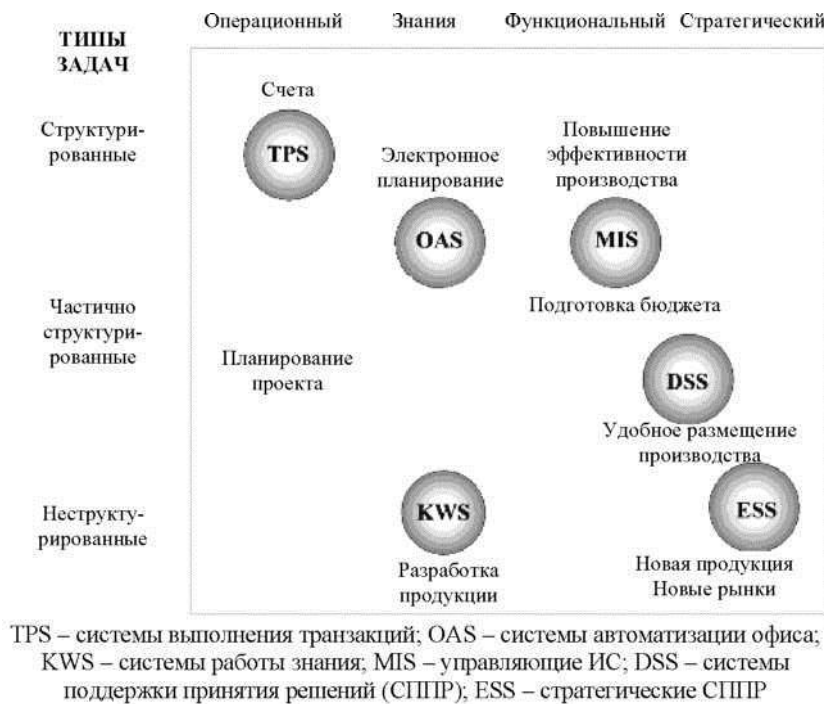 Операционный Знания Функциональный Стратегический
ТИПЫ
ЗАДАЧ
Счета
Структури-
рованные
TPS
Электронное
планирование
Повышение
эффективности
производства
OAS
MIS
Подготовка бюджета
Частично
структури-
рованные
Планирование
проекта
DSS
Удобное размещение
производства
Неструкту-
рированные
KWS
ESS
Разработка
продукции
Новая продукция
Новые рынки
TPS – системы выполнения транзакций; OAS – системы автоматизации офиса;
KWS – системы работы знания; MIS – управляющие ИС; DSS – системы
поддержки принятия решений (СППР); ESS – стратегические СППР